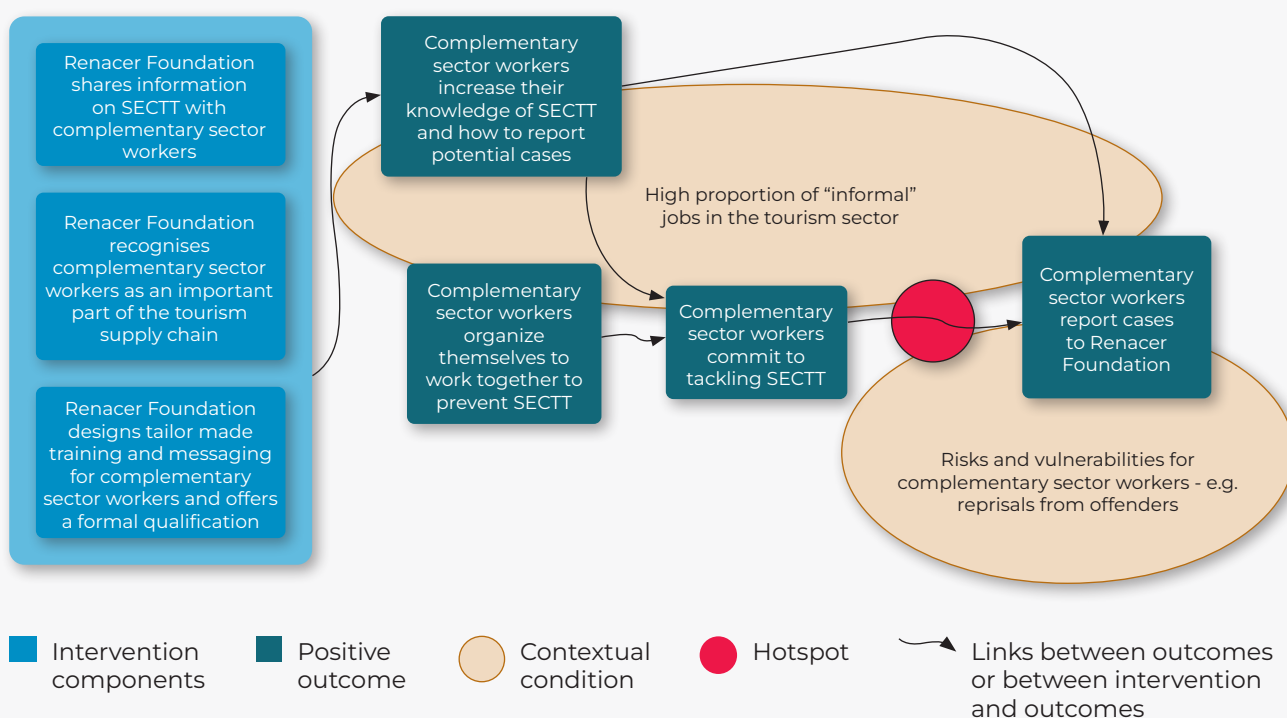 Renacer Foundation
shares information
on SECTT with
complementary sector
workers
Renacer Foundation
recognises
complementary sector
workers as an important
part of the tourism
supply chain
Renacer Foundation
designs tailor made
training and messaging
for complementary
sector workers and offers
a formal qualification
Complementary
sector workers
increase their
knowledge of SECTT
and how to report
potential cases
High proportion of “informal”
jobs in the tourism sector
Complementary
sector workers
organize
themselves to
work together to
prevent SECTT
Complementary
sector workers
commit to
tackling SECTT
Complementary
sector workers
report cases
to Renacer
Foundation
Risks and vulnerabilities for
complementary sector workers - e.g.
reprisals from offenders
Intervention
components
Positive
outcome
Contextual
condition
Hotspot
Links between outcomes
or between intervention
and outcomes